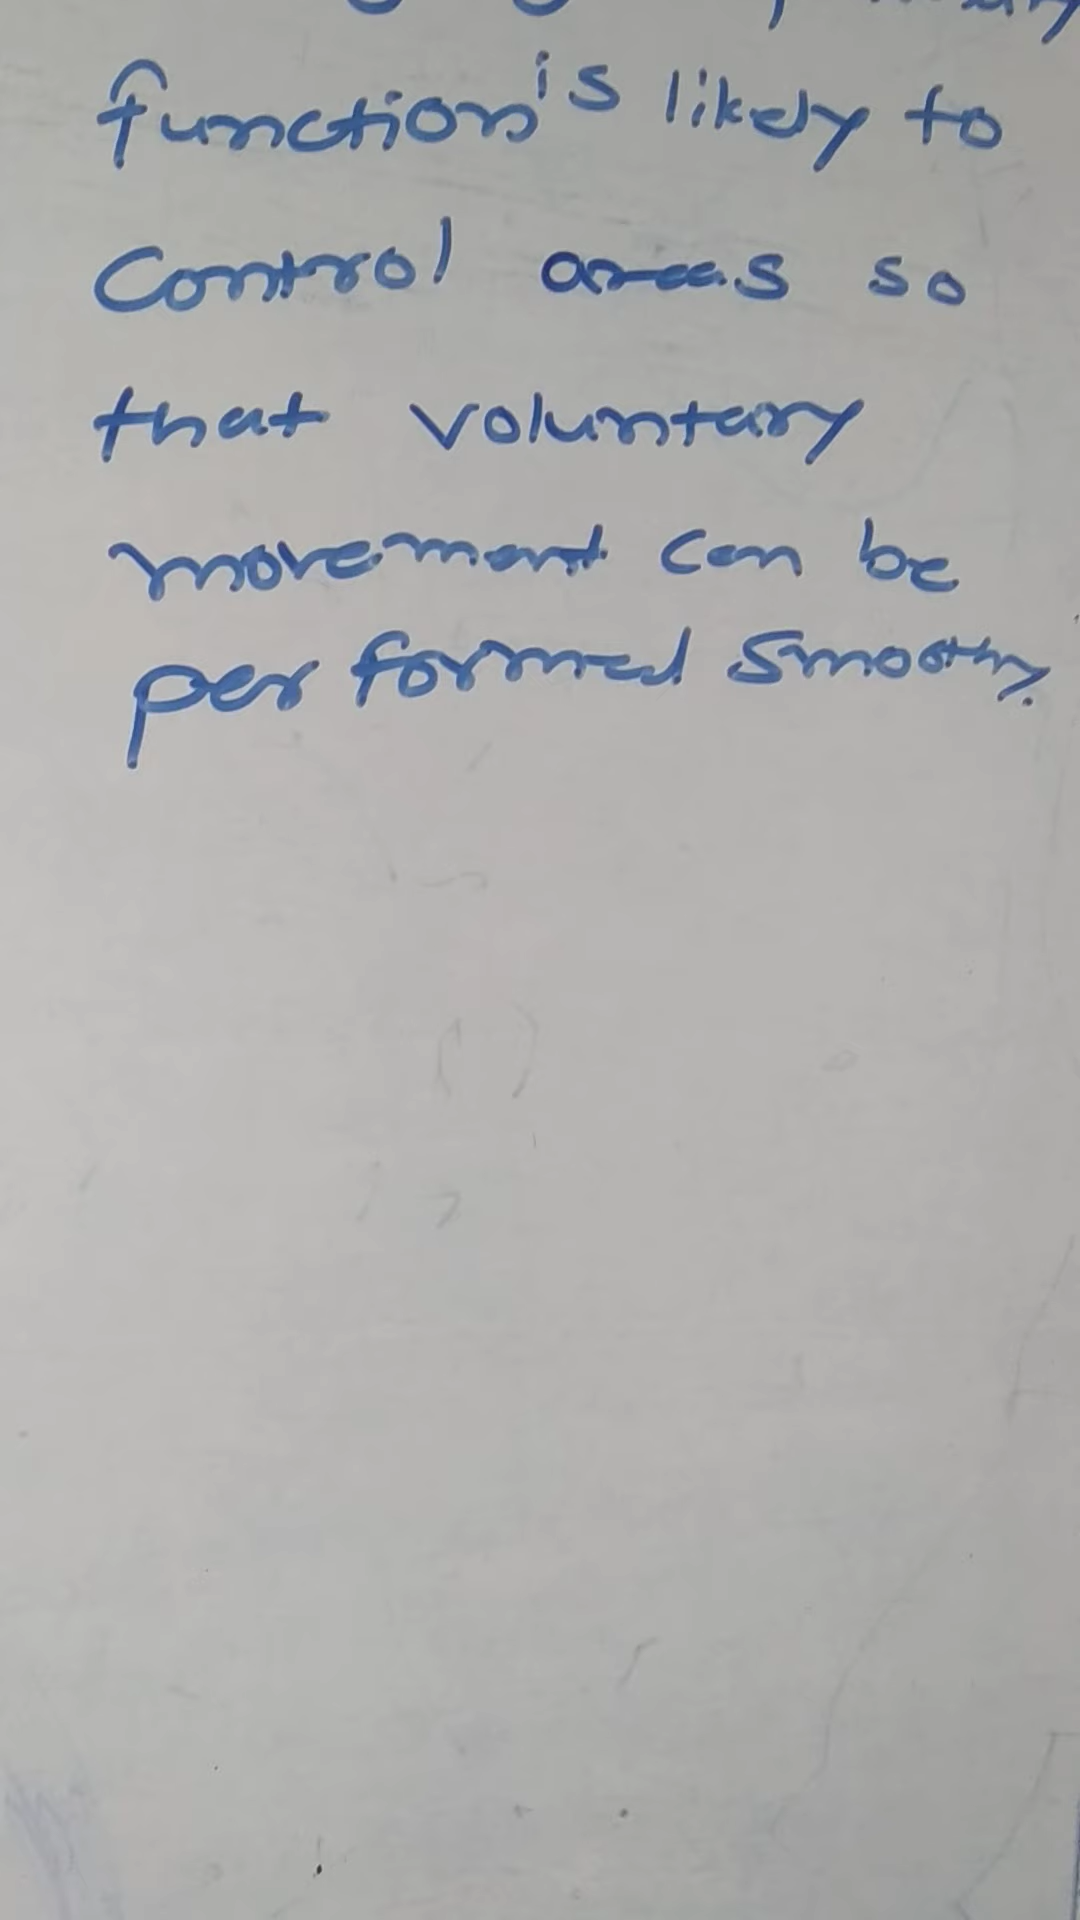 function is likely to
control areas so
that voluntary
movement can be
performed smoothy.